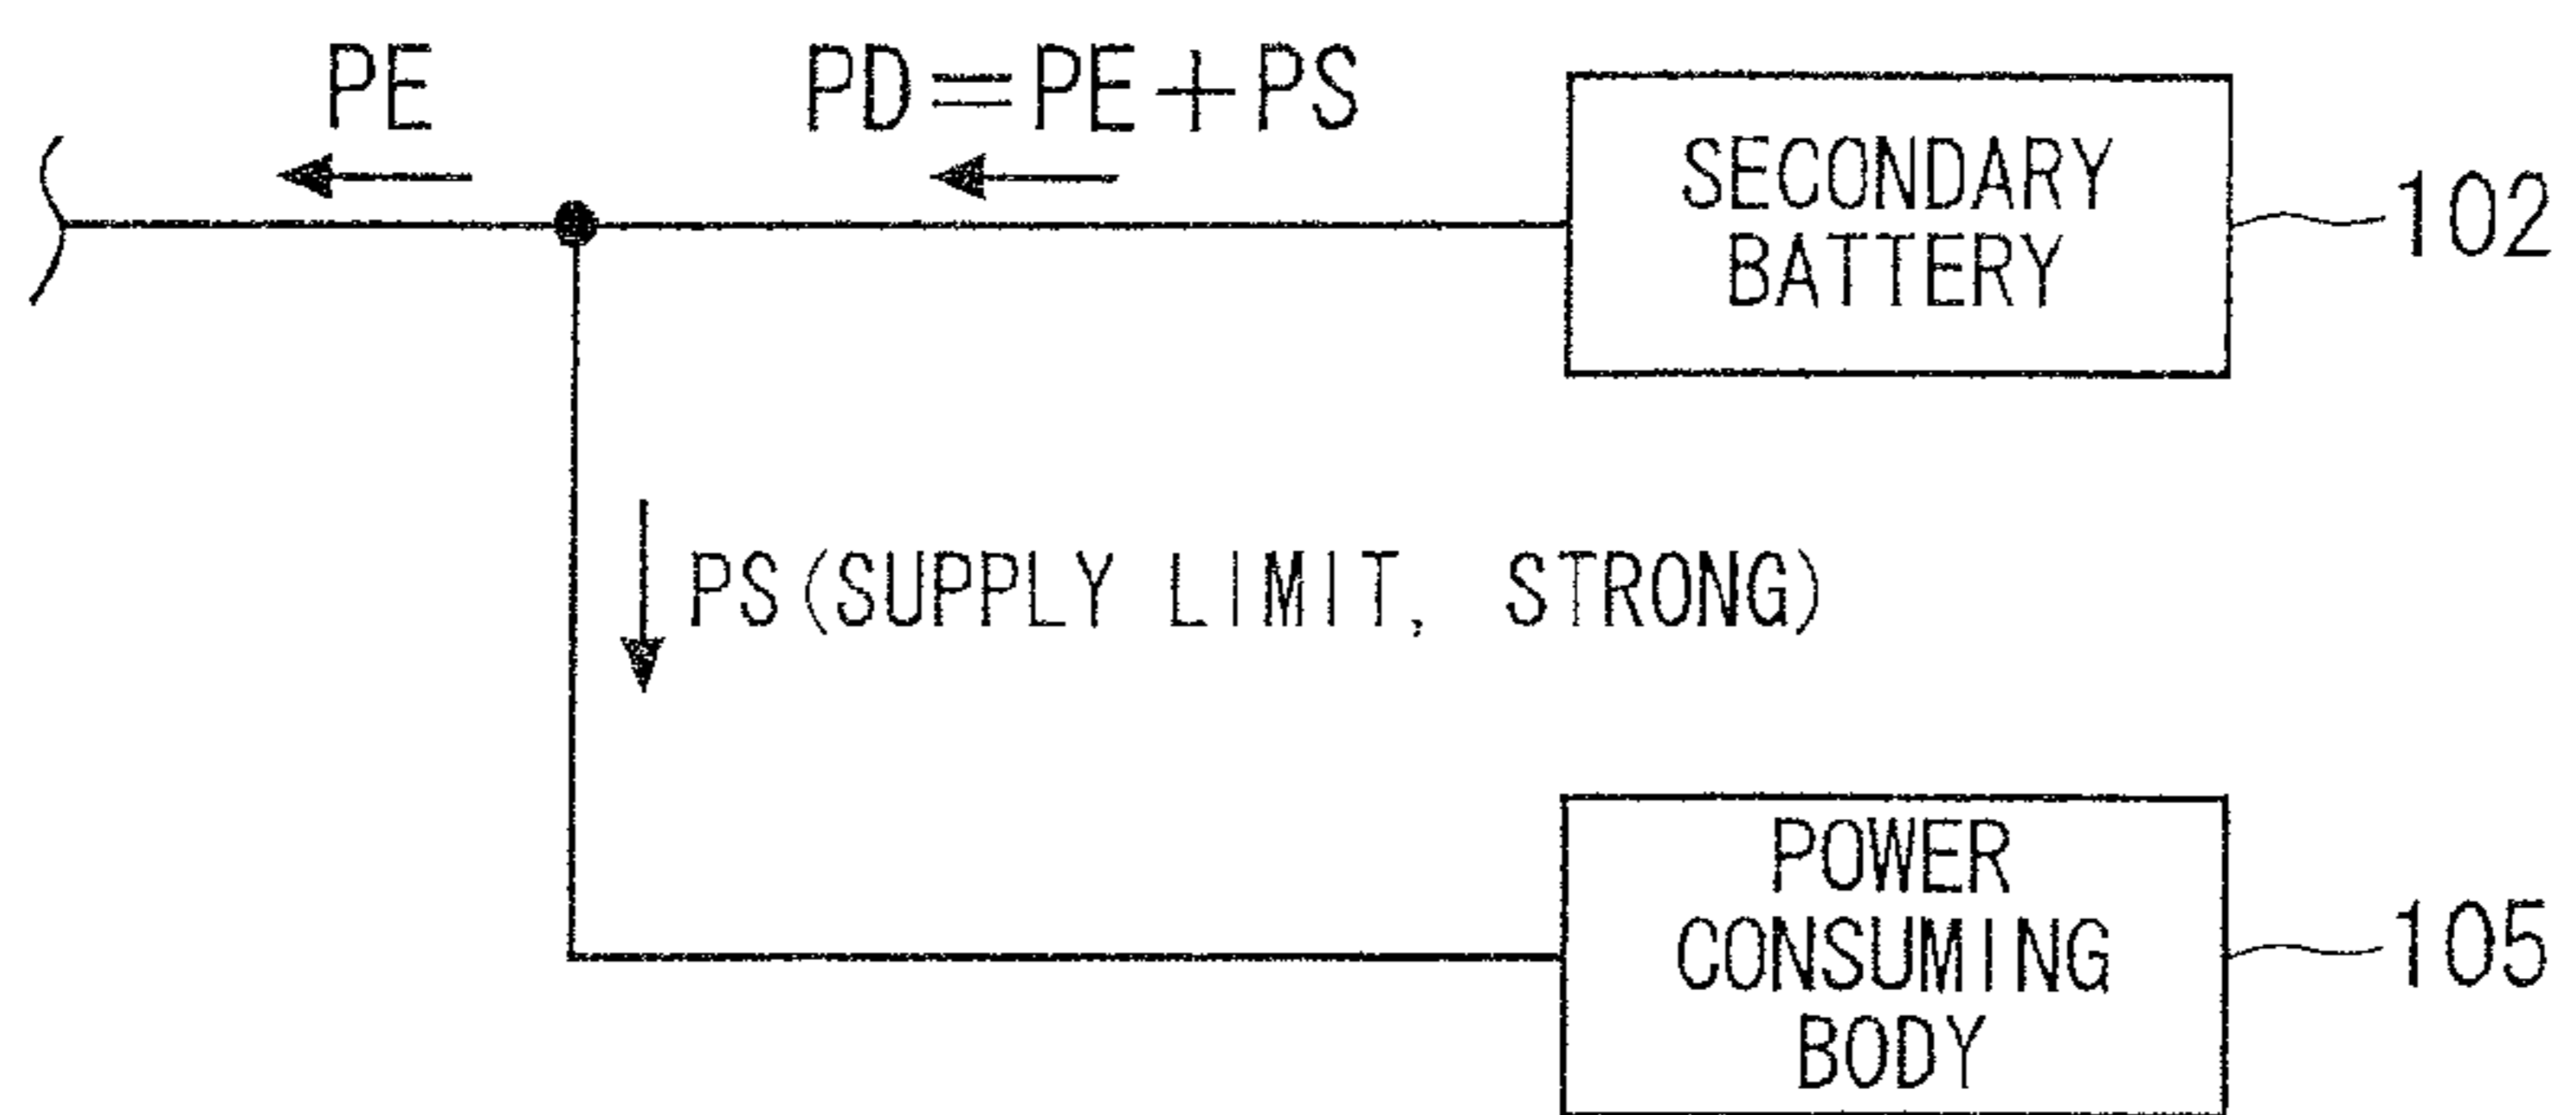 PE
PD=PE+PS
SECONDARY
BATTERY
102
PS(SUPPLY LIMIT, STRONG)
POWER
CONSUMING
BODY
105